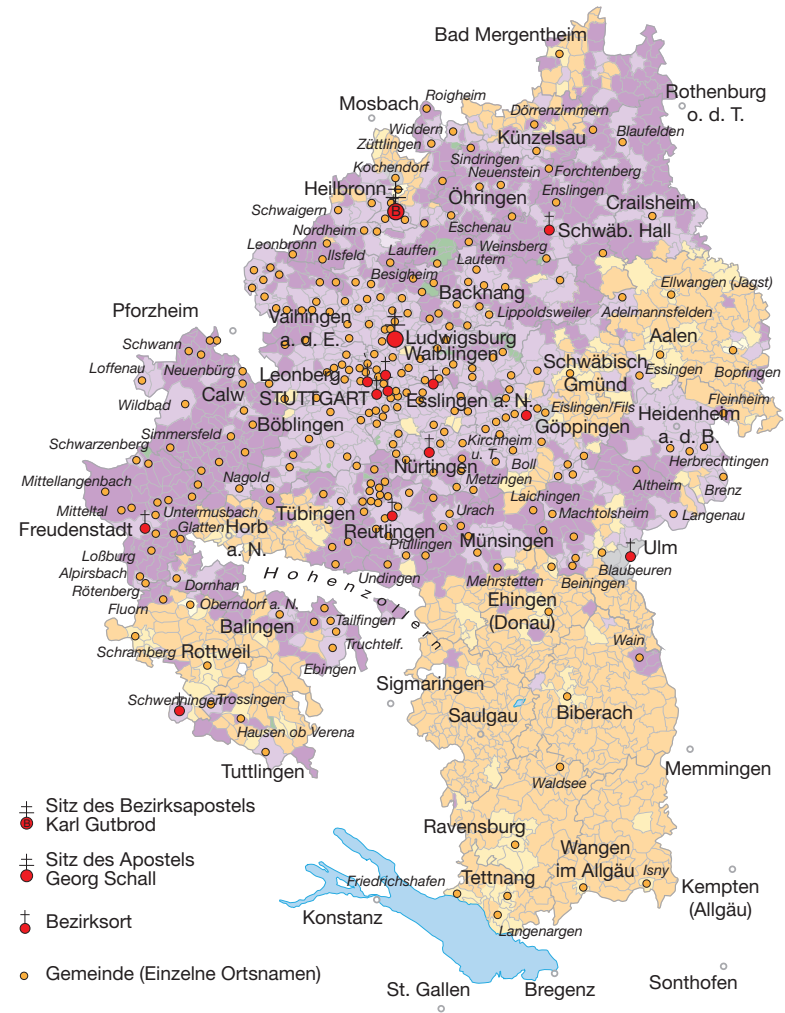 Bad Mergentheim
Roigheim
Rothenburg
o. d. T.
Mosbach
Dörrenzimmern
Widdern
Künzelsau
Blaufelden
Züttlingen
Sindringen
Kochendorf
Neuenstein
Forchtenberg
Heilbronn
Öhringen
Enslingen
B
Schwaigern
Crailsheim
Nordheim
Eschenau
Schwäb. Hall
Leonbronn
Lauffen
Weinsberg
Ilsfeld
Lautern
Besigheim
Ellwangen (Jagst)
Backnang
Pforzheim
Vaihingen
a. d. E.
Lippoldsweiler
Adelmannsfelden
Schwann
Ludwigsburg
Aalen
Waiblingen
Loffenau
Neuenbürg
Leonberg
Schwäbisch
Gmünd
Essingen
Bopfingen
Calw
STUTTGART
Esslingen a. N.
Wildbad
Eislingen/Fils
Fleinheim
Böblingen
Göppingen
Heidenheim
a. d. B.
Simmersfeld
Schwarzenberg
Kirchheim
u. T.
Nürtingen
Boll
Herbrechtingen
Mittellangenbach
Nagold
Metzingen
Altheim
Brenz
Laichingen
Mitteltal
Untermusbach
Tübingen
Urach
Machtolsheim
Langenau
Freudenstadt
Glatten
Horb
a. N.
Reutlingen
Pfullingen
Münsingen
Ulm
Loßburg
Blaubeuren
Alpirsbach
Hohenzollern
Undingen
Mehrstetten
Beiningen
Rötenberg
Dornhan
Ehingen
(Donau)
Fluorn
Oberndorf a. N.
Balingen
Tailfingen
Wain
Schramberg
Rottweil
Truchtelf.
Ebingen
Sigmaringen
Schwenningen
Trossingen
Saulgau
Biberach
Hausen ob Verena
Tuttlingen
Memmingen
Waldsee
Sitz des Bezirksapostels
B
Karl Gutbrod
Ravensburg
Wangen
im Allgäu
Sitz des Apostels
Georg Schall
Isny
Friedrichshafen
Tettnang
Kempten
(Allgäu)
Bezirksort
Konstanz
Langenargen
Gemeinde (Einzelne Ortsnamen)
St. Gallen
Bregenz
Sonthofen